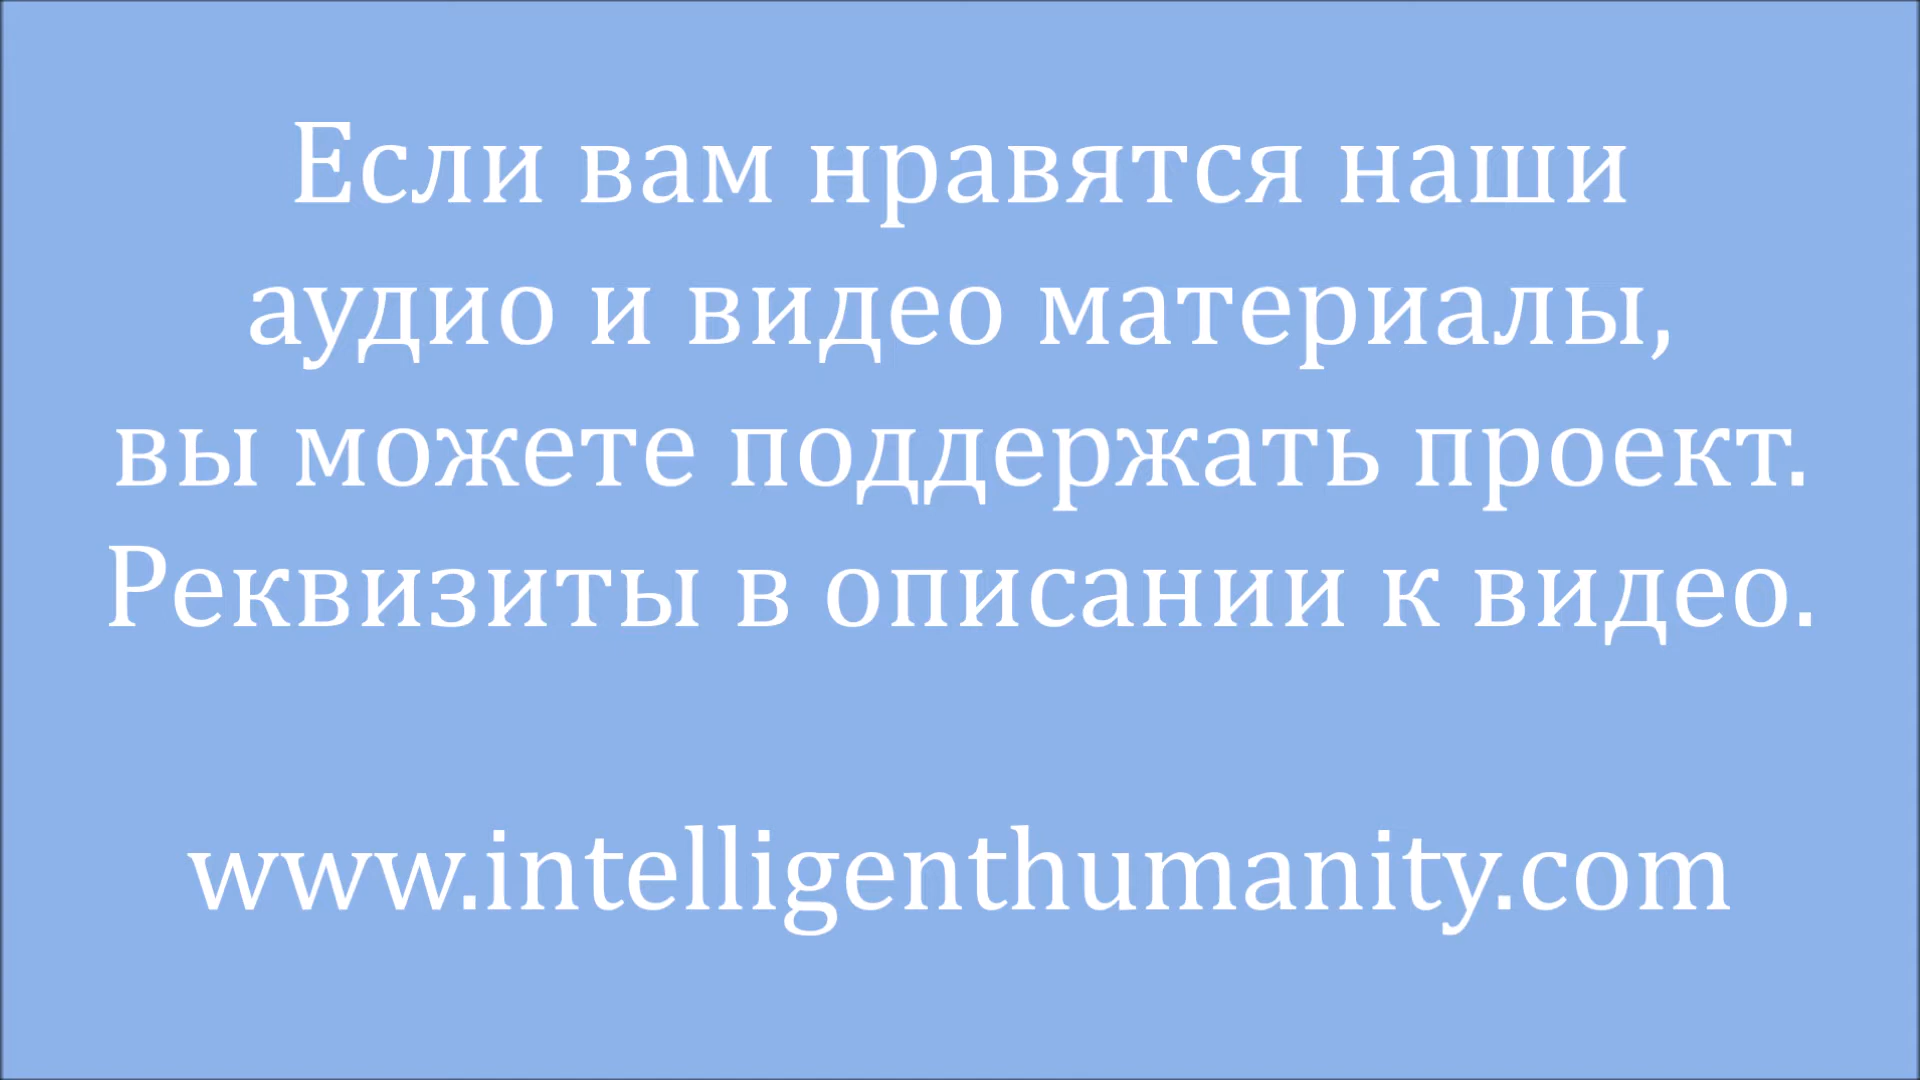 Если вам нравятся наши
аудио и видео материалы,
вы можете поддержать проект.
Реквизиты в описании к видео.
www.intelligenthumanity.com